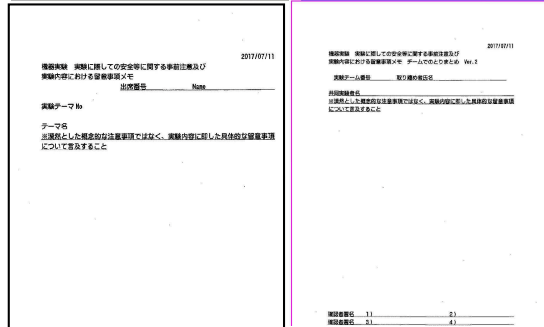 2017/07/11
機器実験 実験に際しての安全等に関する事前注意及び
実験内容における留意事項メモ
出席番号 Name
実験テーマ No
テーマ名
※漠然とした概念的な注意事項ではなく、実験内容に即した具体的な留意事項
について言及すること
2017/07/11
機器実験 実験に際しての安全等に関する事前注意及び
実験内容における留意事項メモ チームでのとりまとめ Ver.2
実験チーム番号 取り纏め者氏名
共同実験者名
※漠然とした概念的な注意事項ではなく、実験内容に即した具体的な留意事項
について言及すること
確認者署名 1) 2)
確認者署名 3) 4)